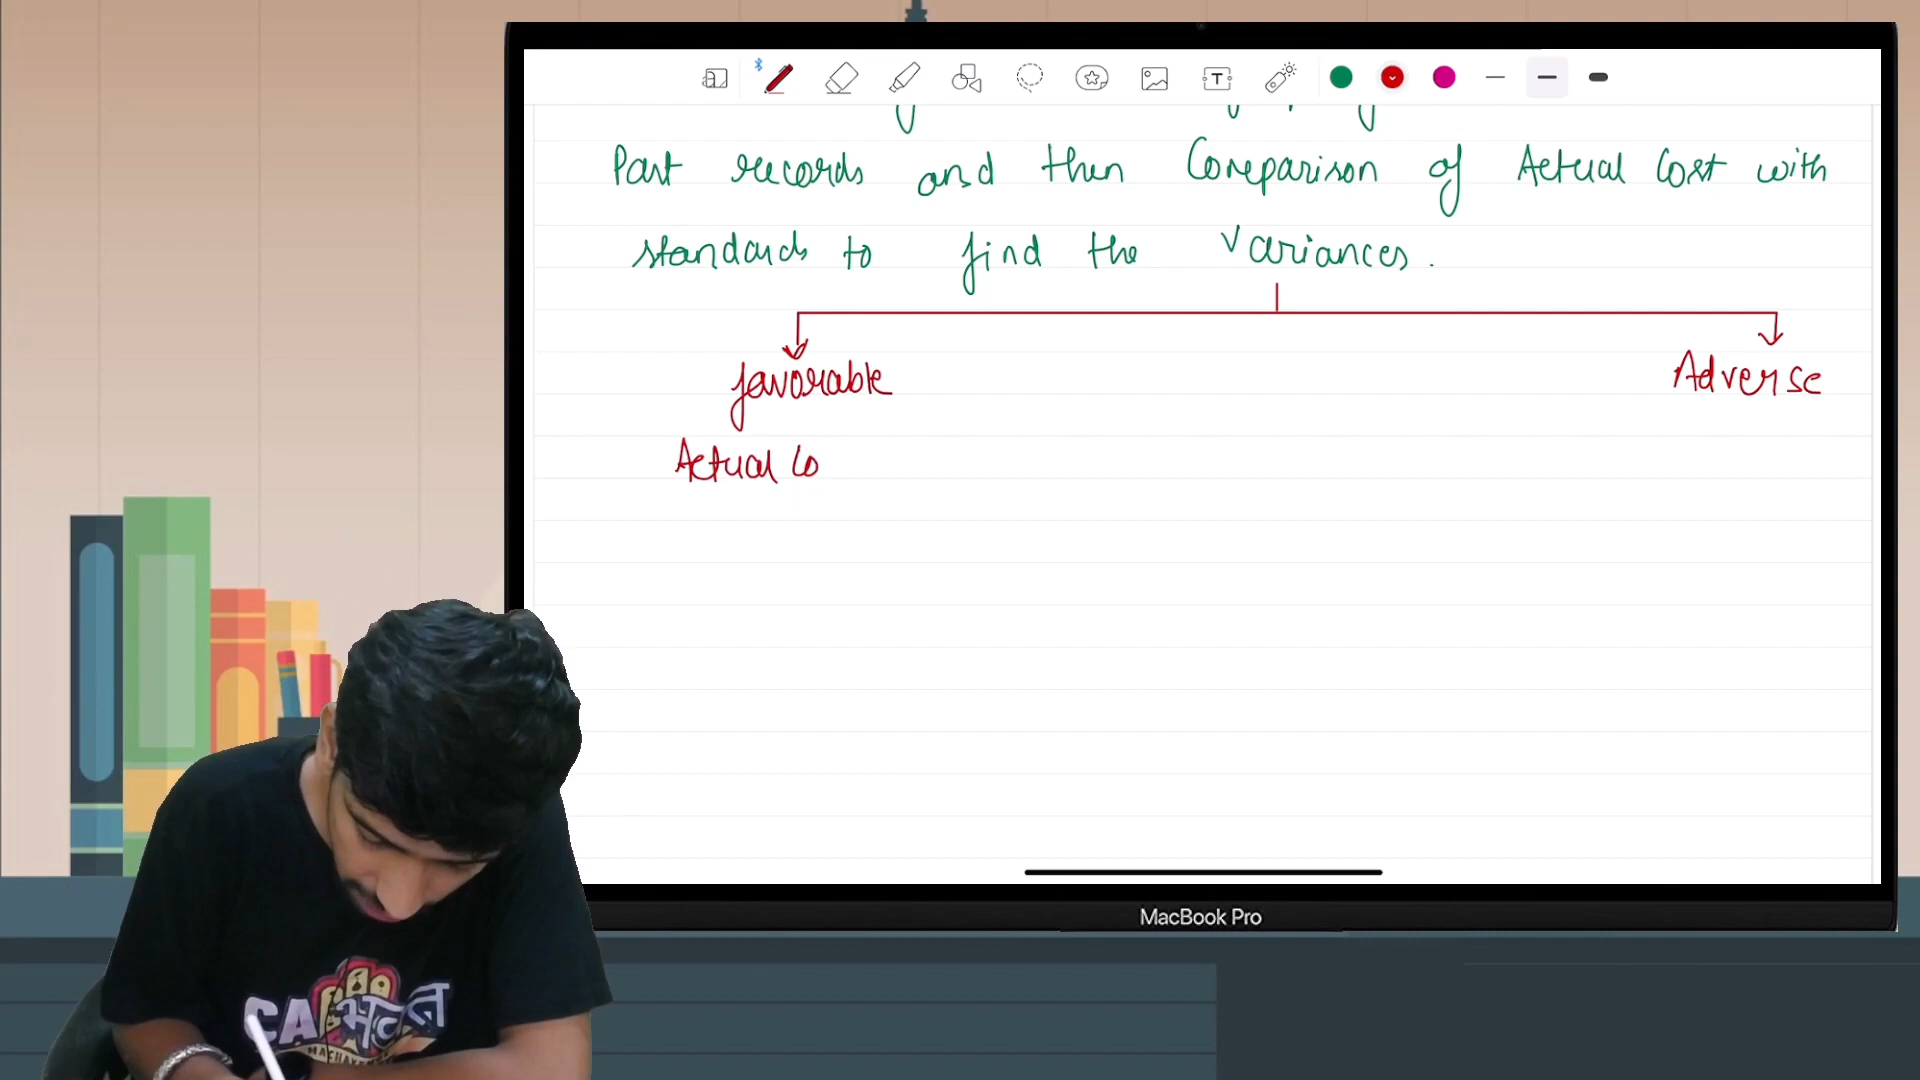 Past records and then Comparison of Actual Cost with
standards to find the Variances.
favorable
Adverse
Actual Co
MacBook Pro
CA